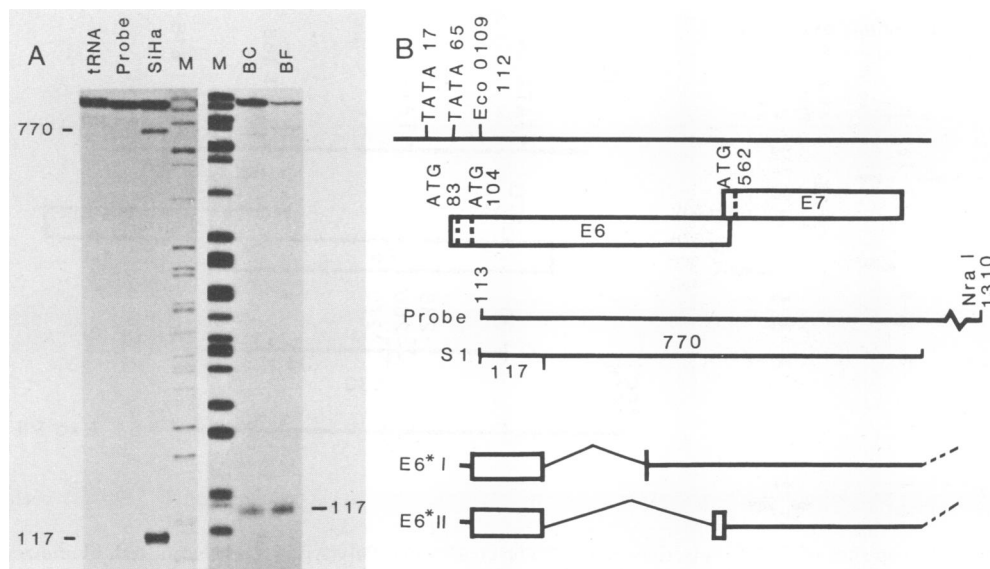 A
tRNA
Probe
SiHa
M
M
BC
BF
770
117
117
B
TATA 17
TATA 65
Eco 0109
112
ATG
83
ATG
104
ATG
562
E6
E7
113
Nra I
1310
Probe
S1
770
117
E6* I
E6*II